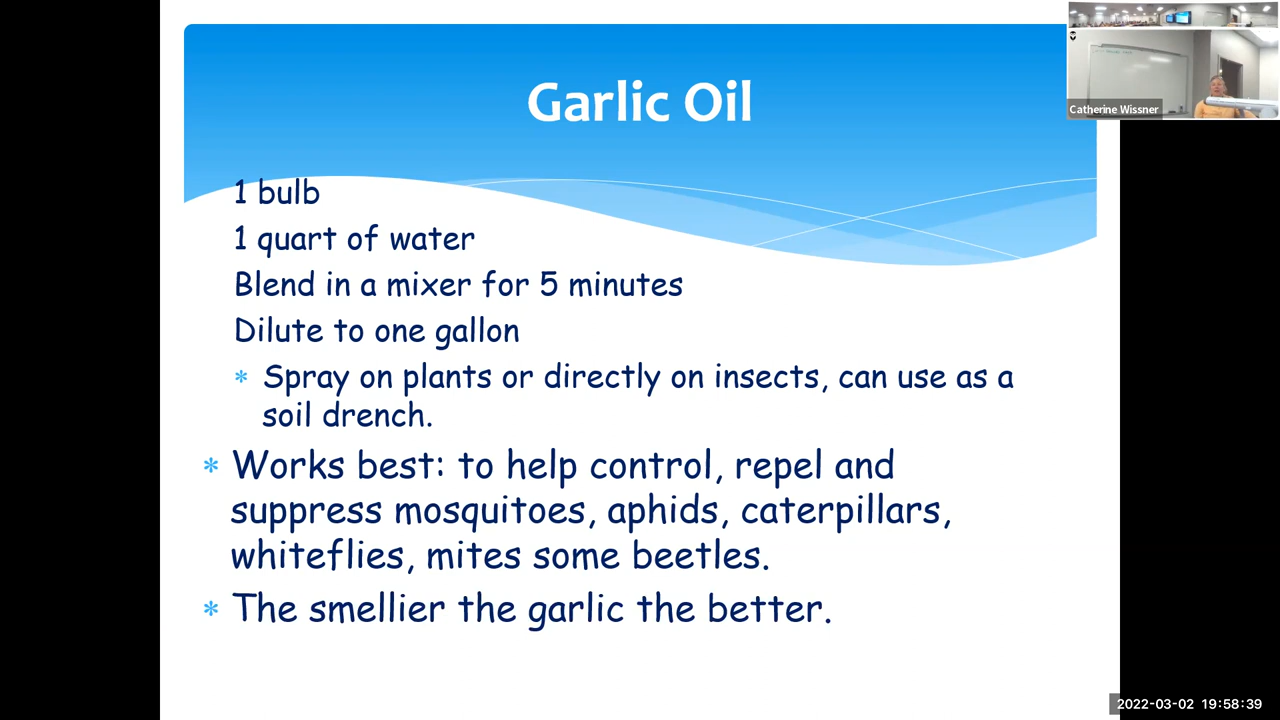 Garlic Oil
1 bulb
1 quart of water
Blend in a mixer for 5 minutes
Dilute to one gallon
* Spray on plants or directly on insects, can use as a
soil drench.
* Works best: to help control, repel and
suppress mosquitoes, aphids, caterpillars,
whiteflies, mites some beetles.
* The smellier the garlic the better.
Catherine Wissner
2022-03-02 19:58:39